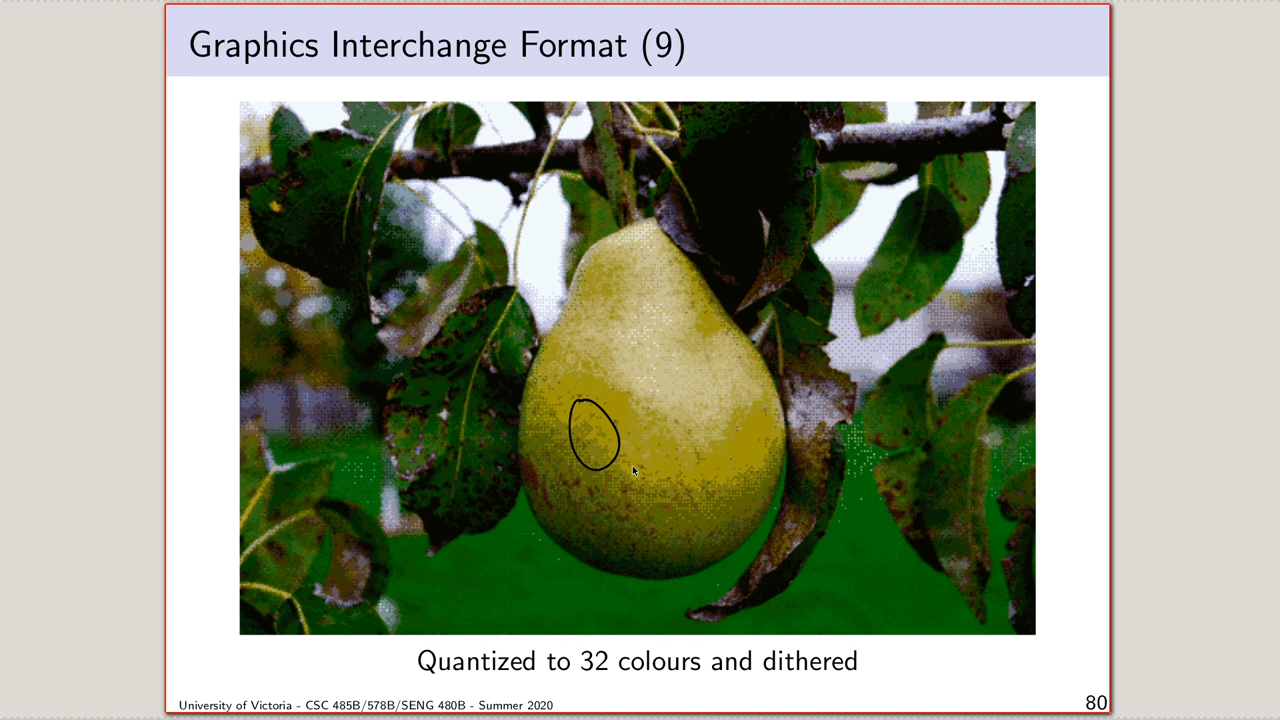 Graphics Interchange Format (9)
Quantized to 32 colours and dithered
University of Victoria - CSC 485B/578B/SENG 480B - Summer 2020
80